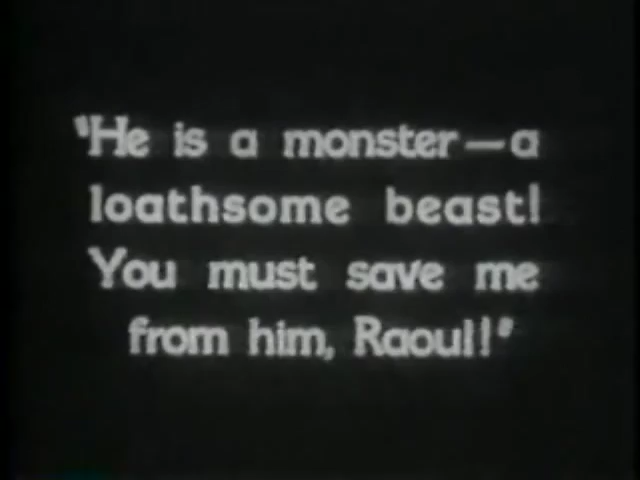 "He is a monster—a
loathsome beast!
You must save me
from him, Raoul!"